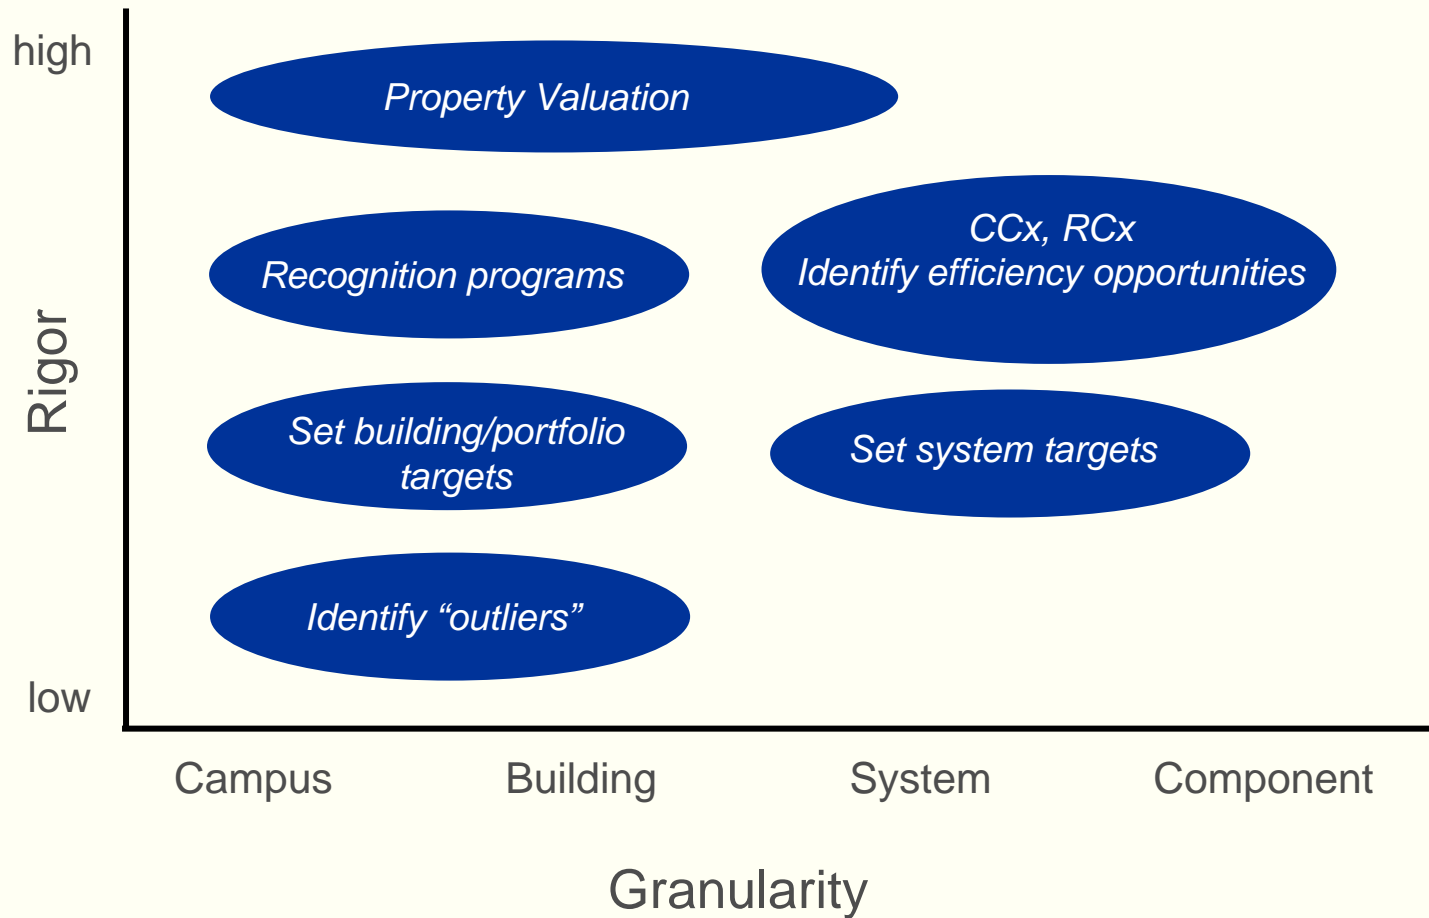 high
Property Valuation
CCx, RCx
Identify efficiency opportunities
Recognition programs
Rigor
Set building/portfolio
targets
Set system targets
Identify “outliers”
low
Campus
Building
System
Component
Granularity